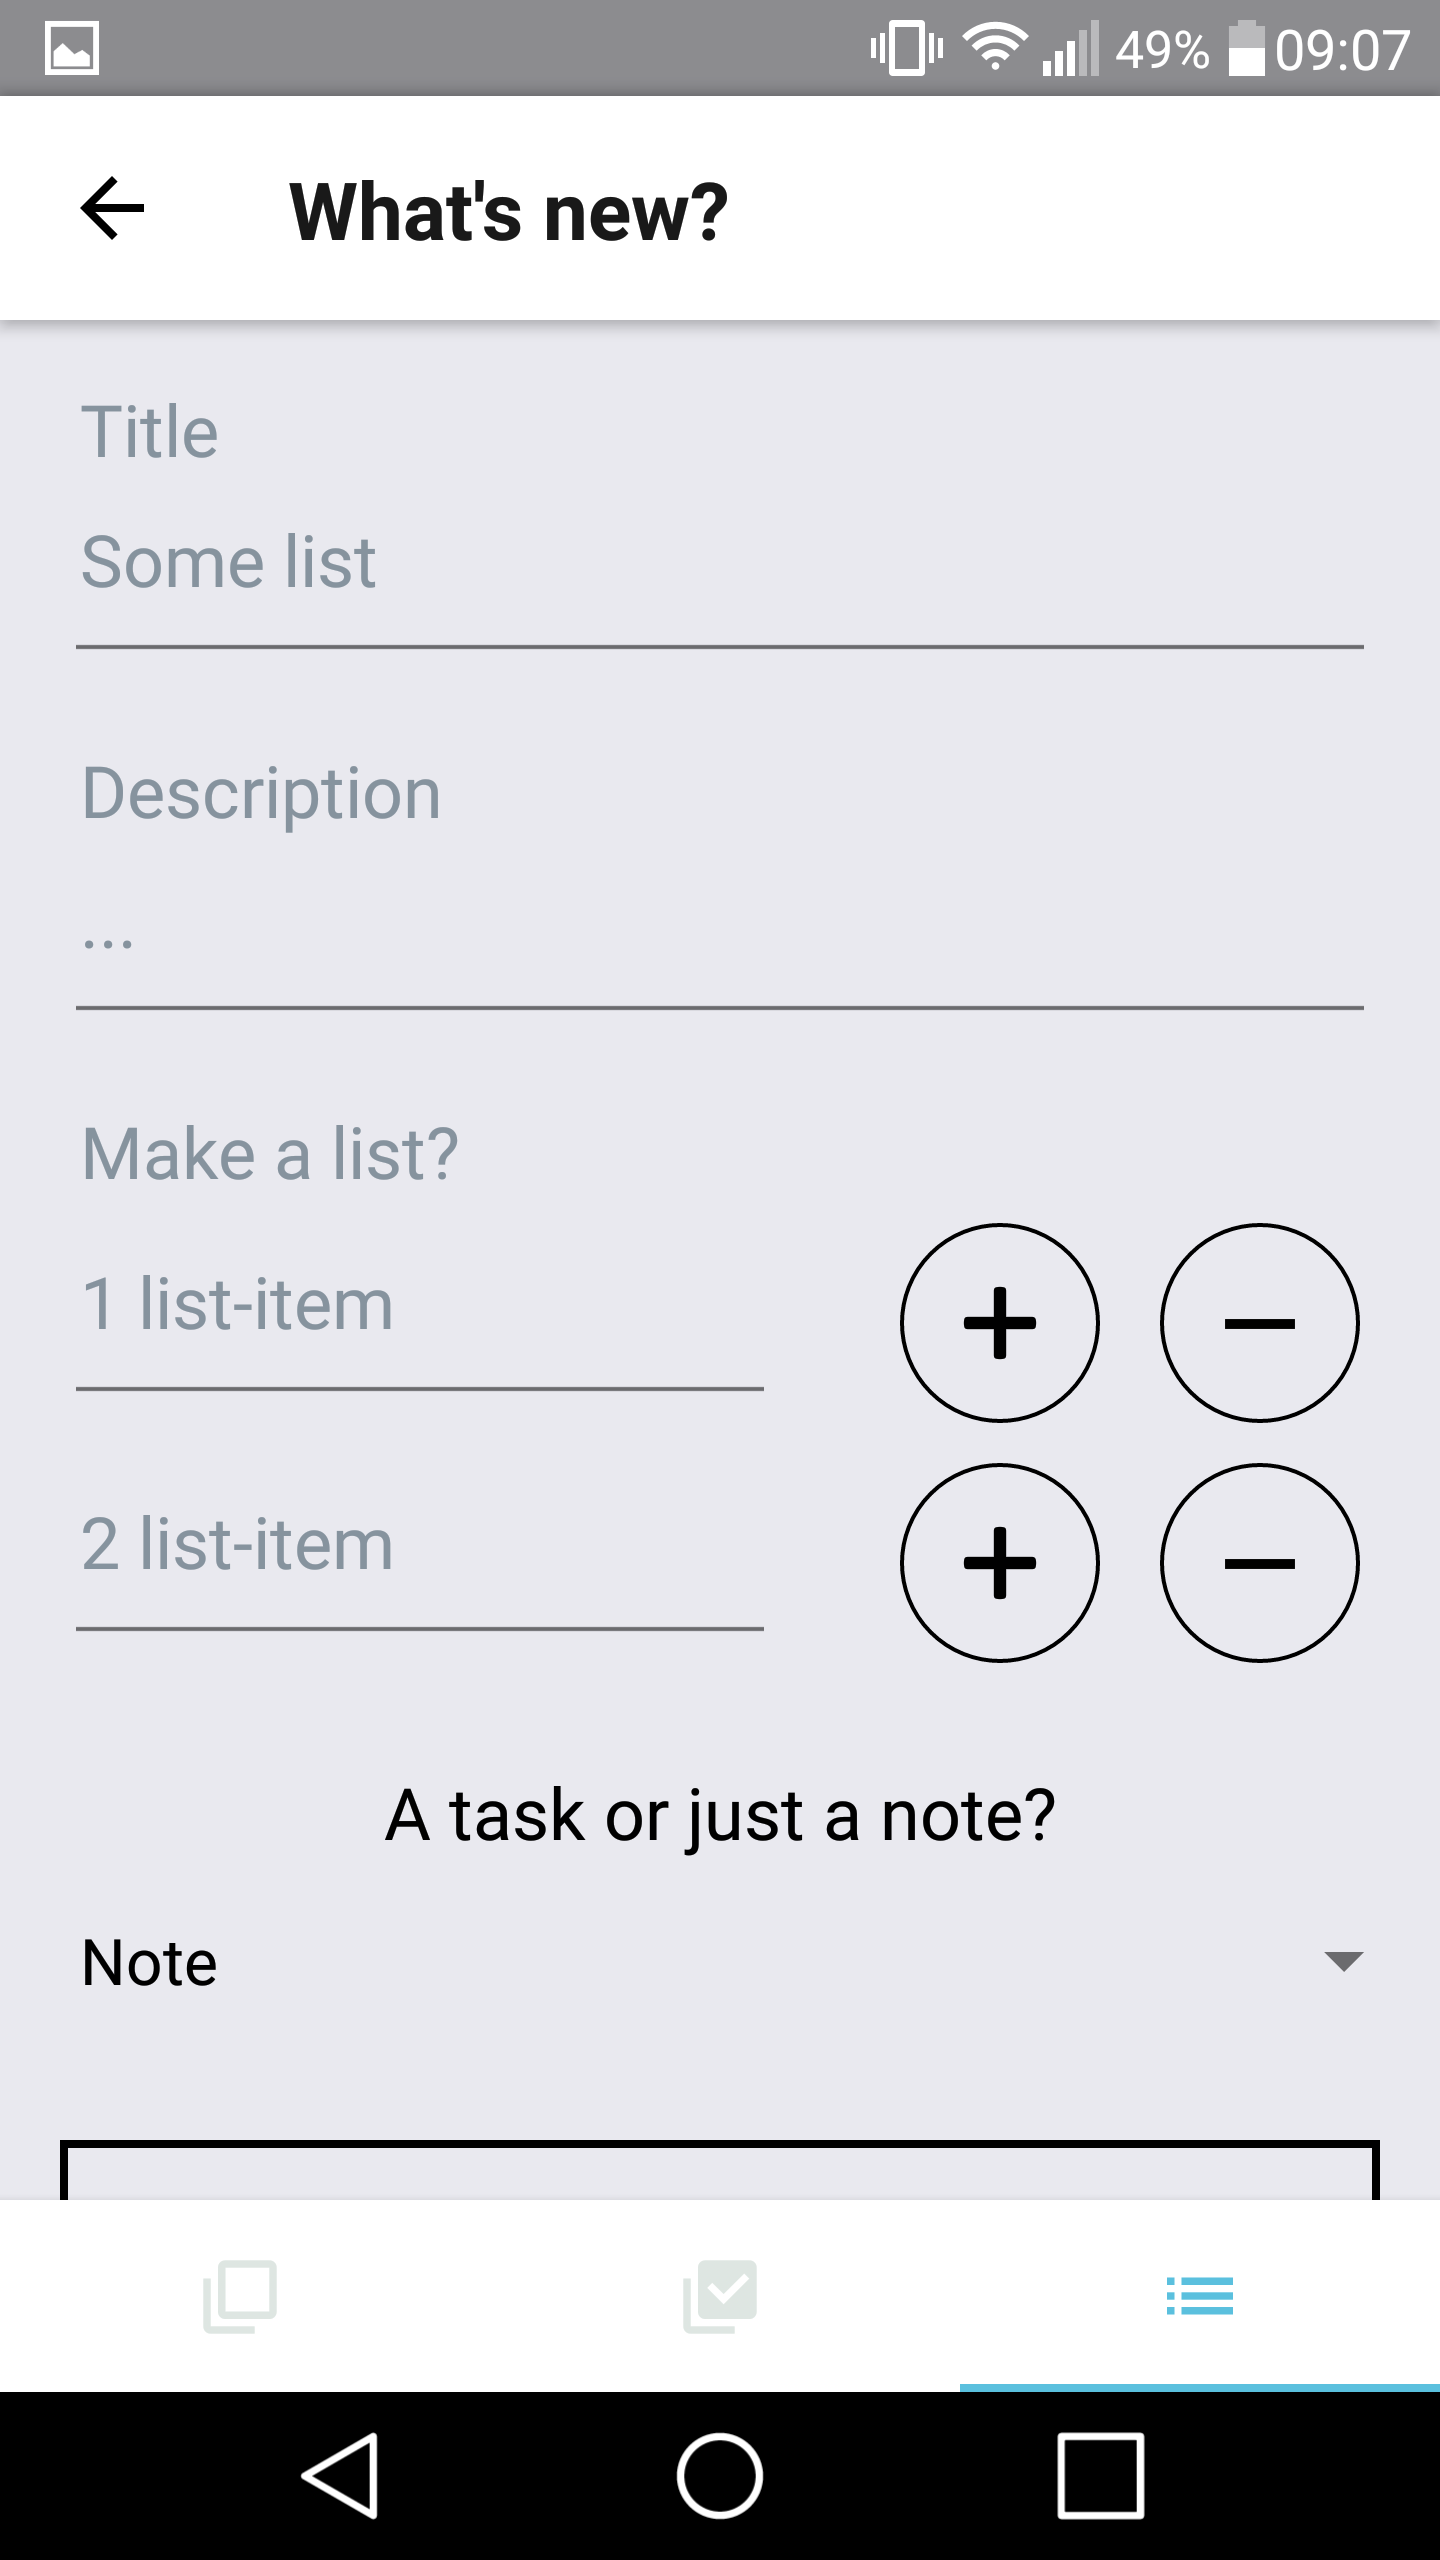 49% 09:07
What's new?
Title
Some list
Description
...
Make a list?
1 list-item
2 list-item
A task or just a note?
Note